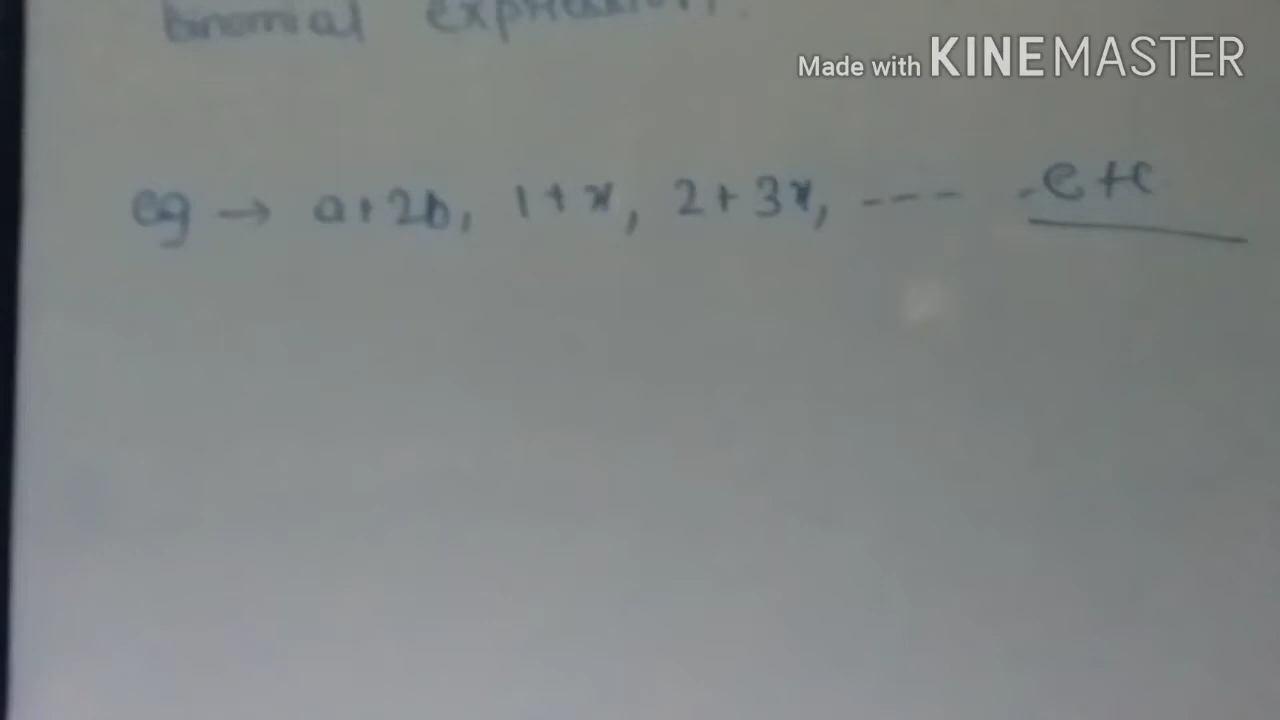 binomial expression.
Made with KINEMASTER
eg → a+2b, 1+x, 2+3x, ---- etc